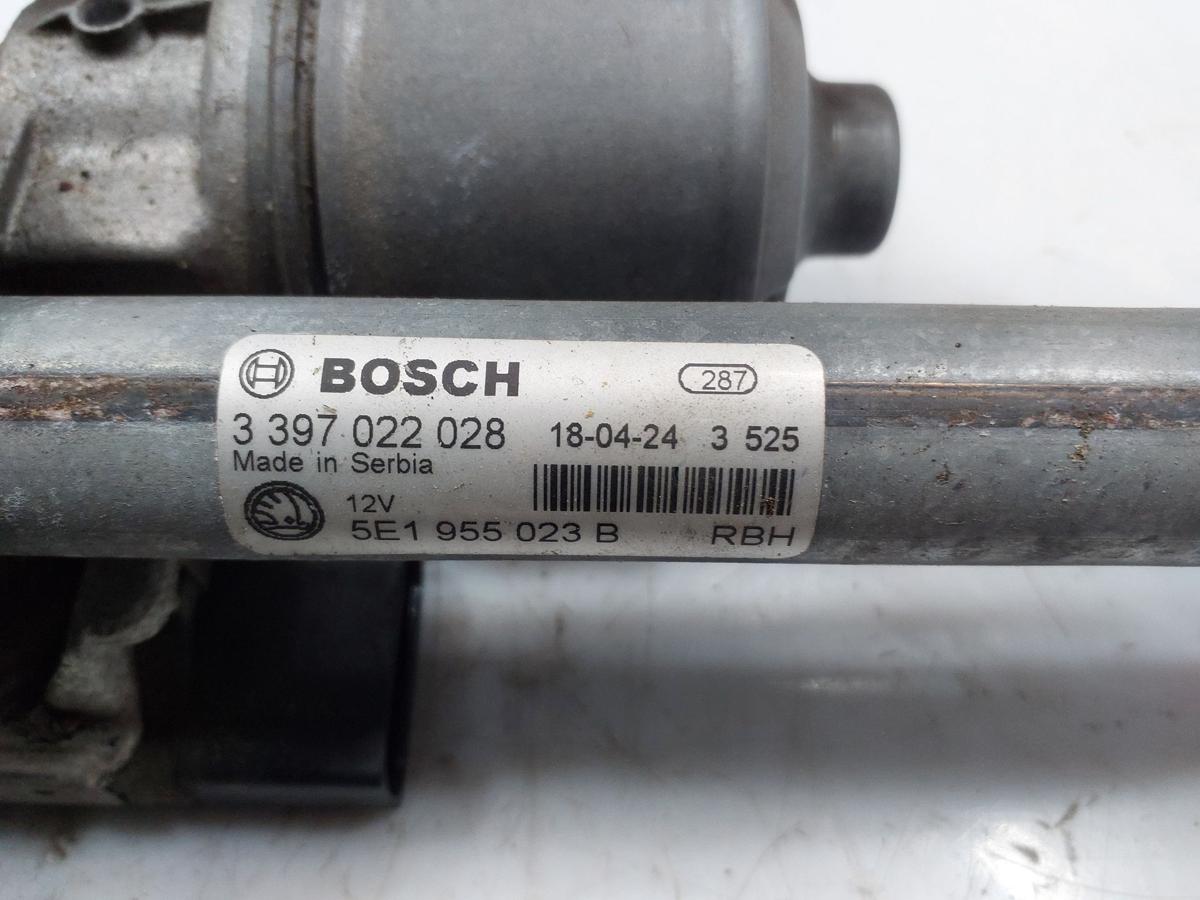 BOSCH 287
3 397 022 028 18-04-24 3 525
Made in Serbia
12V
5E1 955 023 B RBH